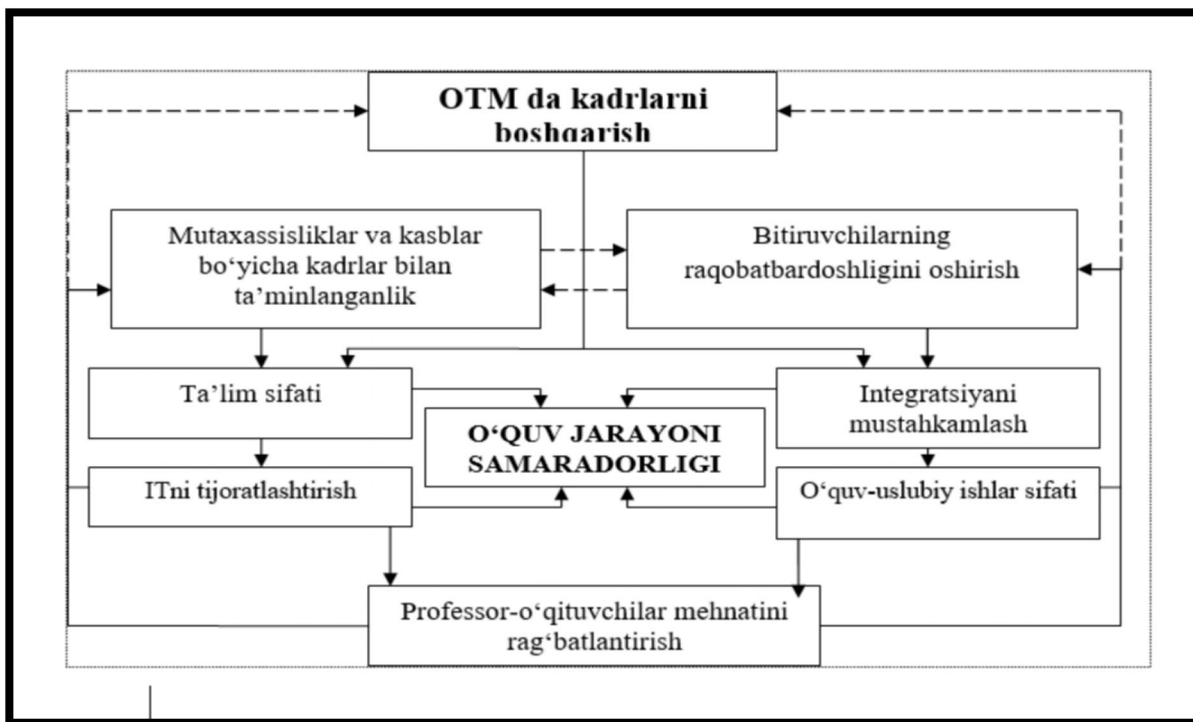 OTM da kadrlarni
boshqarish
Mutaxassisliklar va kasblar
bo‘yicha kadrlar bilan
ta’minlanganlik
Bitiruvchilarning
raqobatbardoshligini oshirish
Ta’lim sifati
Integratsiyani
mustahkamlash
O‘QUV JARAYONI
SAMARADORLIGI
ITni tijoratlashtirish
O‘quv-uslubiy ishlar sifati
Professor-o‘qituvchilar mehnatini
rag‘batlantirish